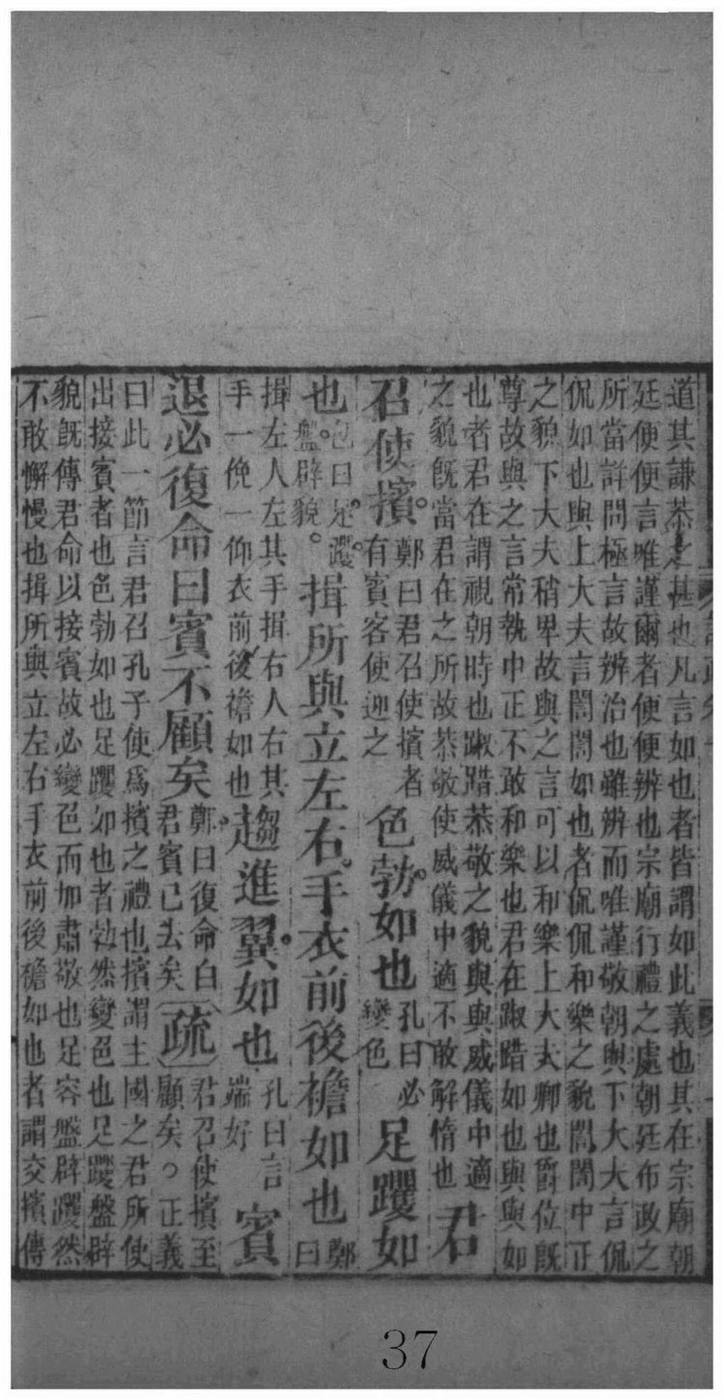 道其謙恭之甚也凡言如也者皆謂如此義也其在宗廟朝
廷便便言唯謹爾者便便辨也宗廟行禮之處朝廷布政之
所當詳問極言故辨治也雖辨而唯謹敬朝與下大夫言侃
侃如也與上大夫言誾誾如也者侃侃和樂之貌誾誾中正
之貌下大夫稍卑故與之言可以和樂上大夫卿也爵位既
尊故與之言常執中正不敢和樂也君在踧踖如也與與如
也者君在謂視朝時也踧踖恭敬之貌與與威儀中適
之貌既當君在之所故恭敬使威儀中適不敢解惰也君
召使擯。鄭曰君召使擯者有賓客使迎之色勃。如也孔曰必變色足躩如
也。包曰足躩。盤辟貌。揖所與立左右。手衣前後襜如也鄭曰
揖左人左其手揖右人右其手一俛一仰衣前後襜如也。趨進翼。如也孔曰言端好賓
退必復命曰賓不顧矣鄭曰復命白君賓已去矣疏君召使擯至顧矣。正義
曰此一節言君召孔子使爲擯之禮也擯謂主國之君所使
出接賓者也色勃如也足躩如也者勃然變色也足躩盤辟
貌既傳君命以接賓故必變色而加肅敬也足容盤辟躩然
不敢懈慢也揖所與立左右手衣前後襜如也者謂交擯傳
37